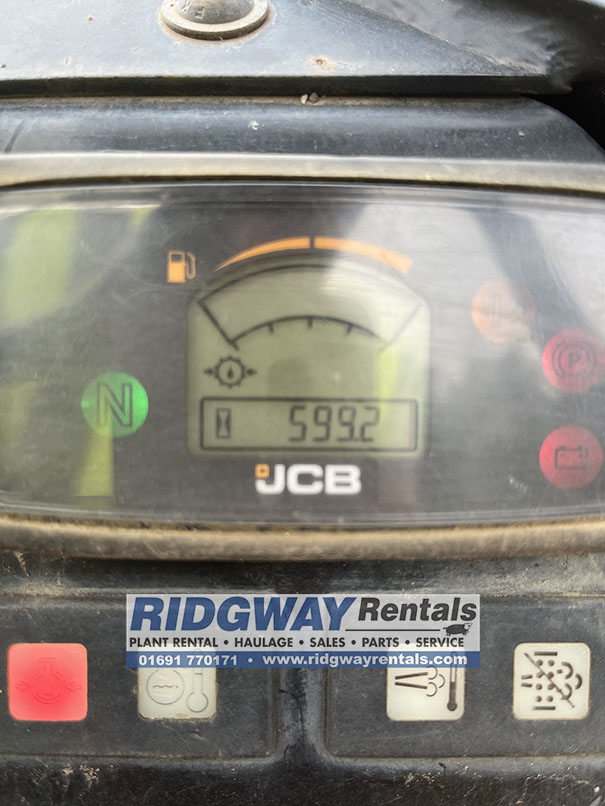 N
P
599.2
JCB
RIDGWAY Rentals
PLANT RENTAL • HAULAGE • SALES • PARTS • SERVICE
01691 770171 • www.ridgwayrentals.com